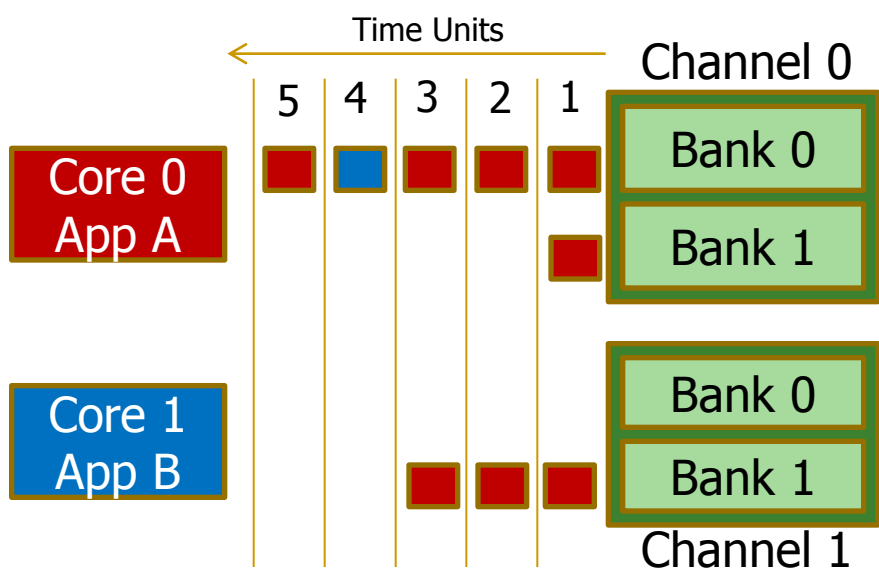 Time Units
Channel 0
5 4 3 2 1
Core 0
App A
Bank 0
Bank 1
Core 1
App B
Bank 0
Bank 1
Channel 1